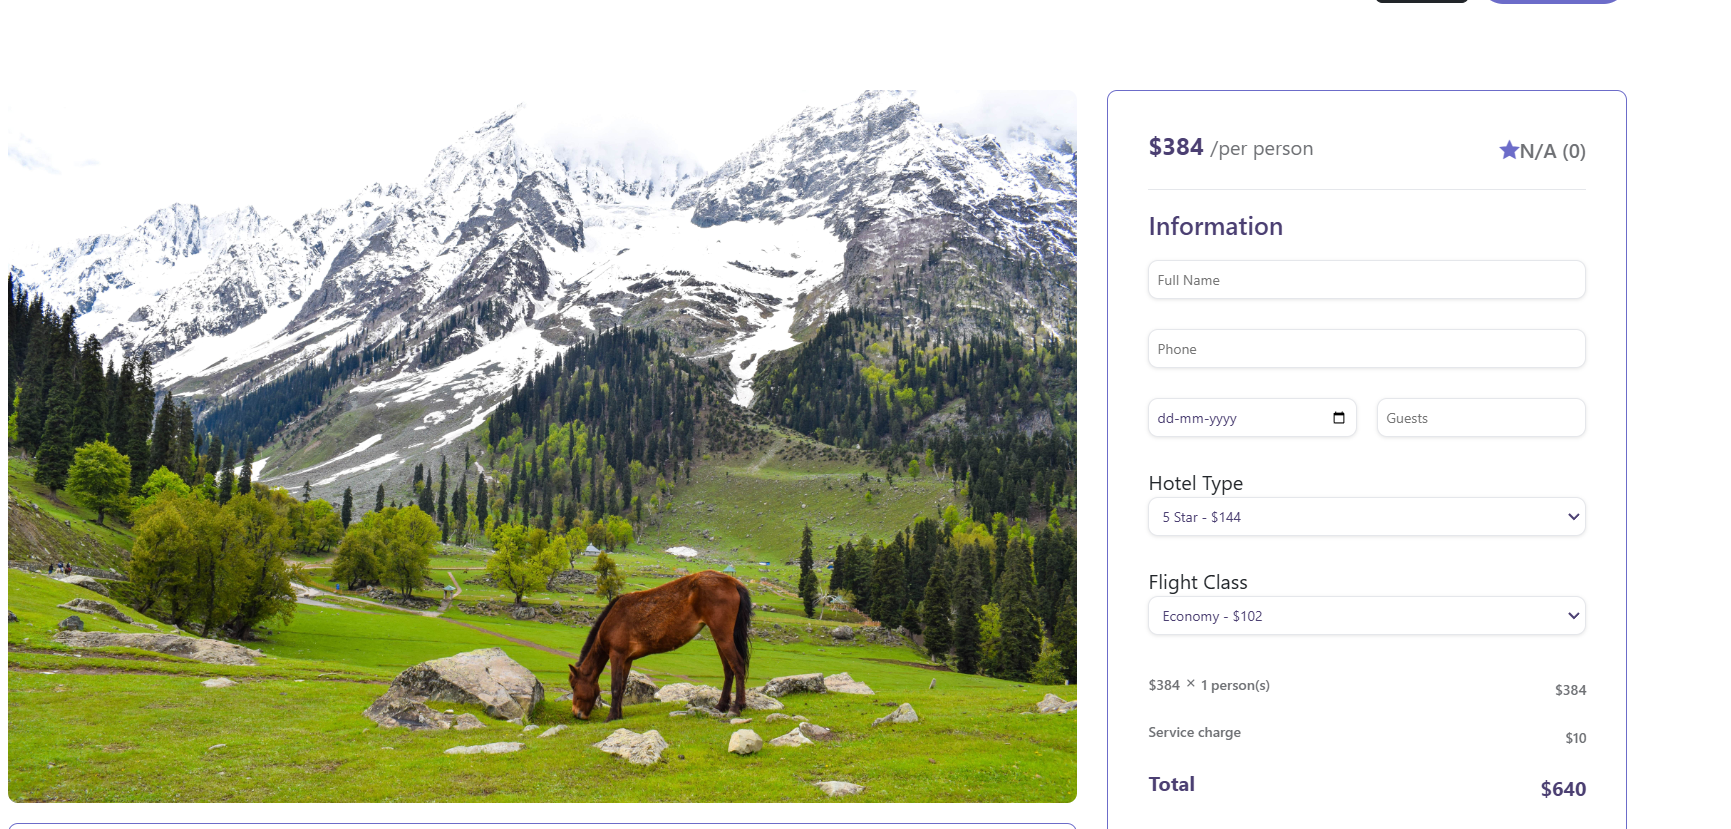 $384 /per person
N/A (0)
Information
Full Name
Phone
dd-mm-yyyy
Guests
Hotel Type
5 Star - $144
Flight Class
Economy - $102
$384 × 1 person(s)
$384
Service charge
$10
Total
$640